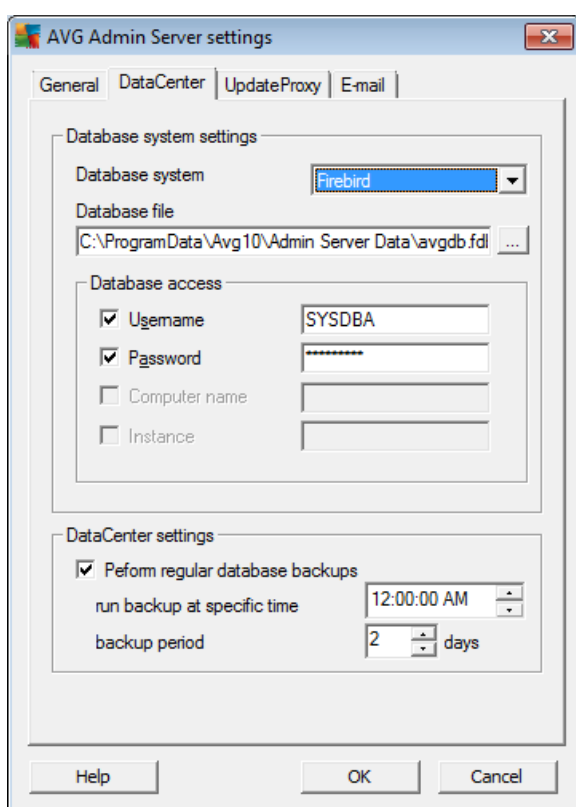 AVG Admin Server settings
General DataCenter UpdateProxy E-mail
Database system settings
Database system Firebird
Database file
C:\ProgramData\Avg10\Admin Server Data\avgdb.fdl ...
Database access
Username SYSDBA
Password *********
Computer name
Instance
DataCenter settings
Peform regular database backups
run backup at specific time 12:00:00 AM
backup period 2 days
Help OK Cancel